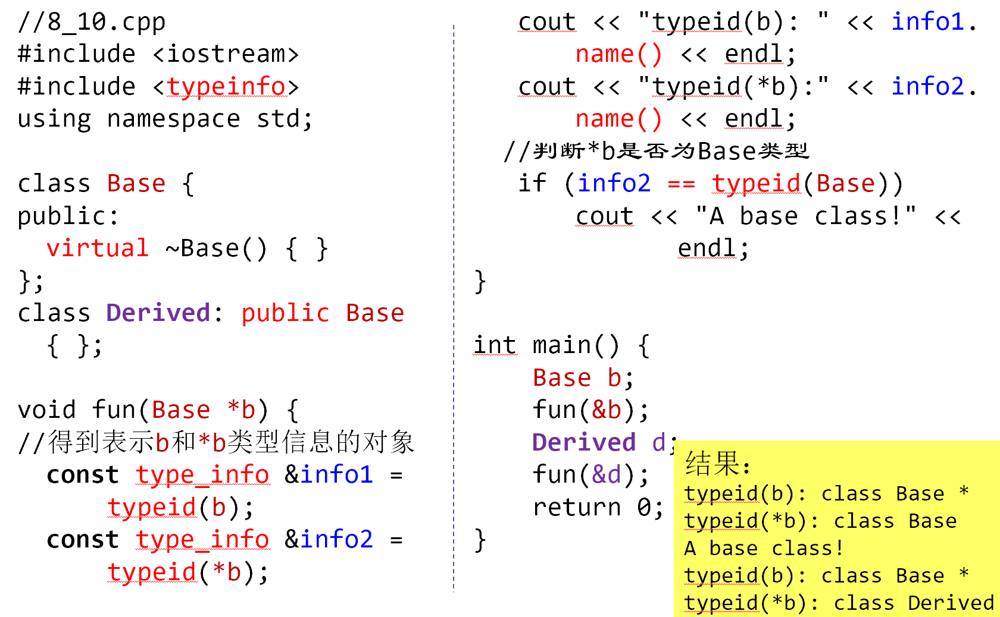 //8_10.cpp
#include <iostream>
#include <typeinfo>
using namespace std;
class Base {
public:
virtual ~Base() { }
};
class Derived: public Base
{ };
void fun(Base *b) {
//得到表示b和*b类型信息的对象
const type_info &info1 =
typeid(b);
const type_info &info2 =
typeid(*b);
cout << "typeid(b): " << info1.
name() << endl;
cout << "typeid(*b):" << info2.
name() << endl;
//判断*b是否为Base类型
if (info2 == typeid(Base))
cout << "A base class!" <<
endl;
}
int main() {
Base b;
fun(&b);
Derived d;
fun(&d);
return 0;
}
结果：
typeid(b): class Base *
typeid(*b): class Base
A base class!
typeid(b): class Base *
typeid(*b): class Derived